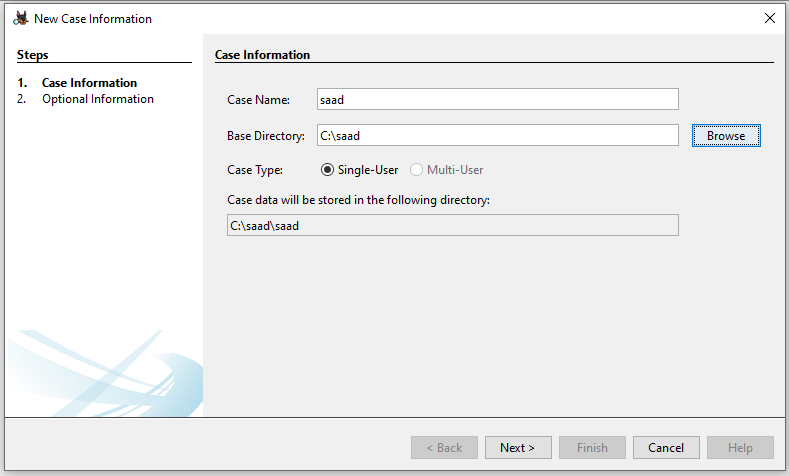 New Case Information
Steps
1. Case Information
2. Optional Information
Case Information
Case Name: saad
Base Directory: C:\saad Browse
Case Type: Single-User Multi-User
Case data will be stored in the following directory:
C:\saad\saad
< Back Next > Finish Cancel Help